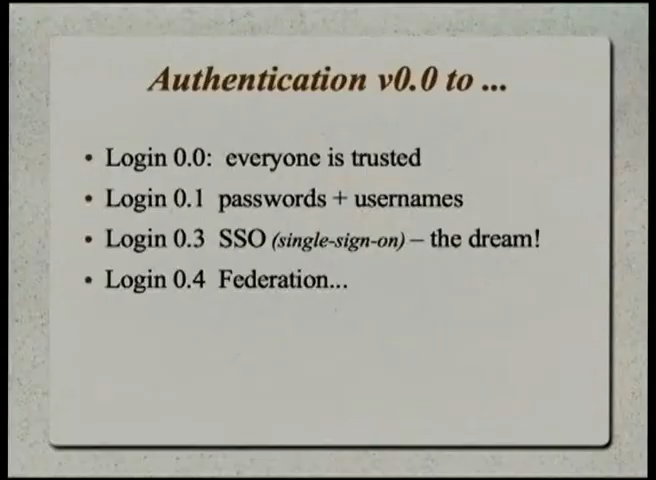 Authentication v0.0 to ...
• Login 0.0: everyone is trusted
• Login 0.1 passwords + usernames
• Login 0.3 SSO (single-sign-on) – the dream!
• Login 0.4 Federation...